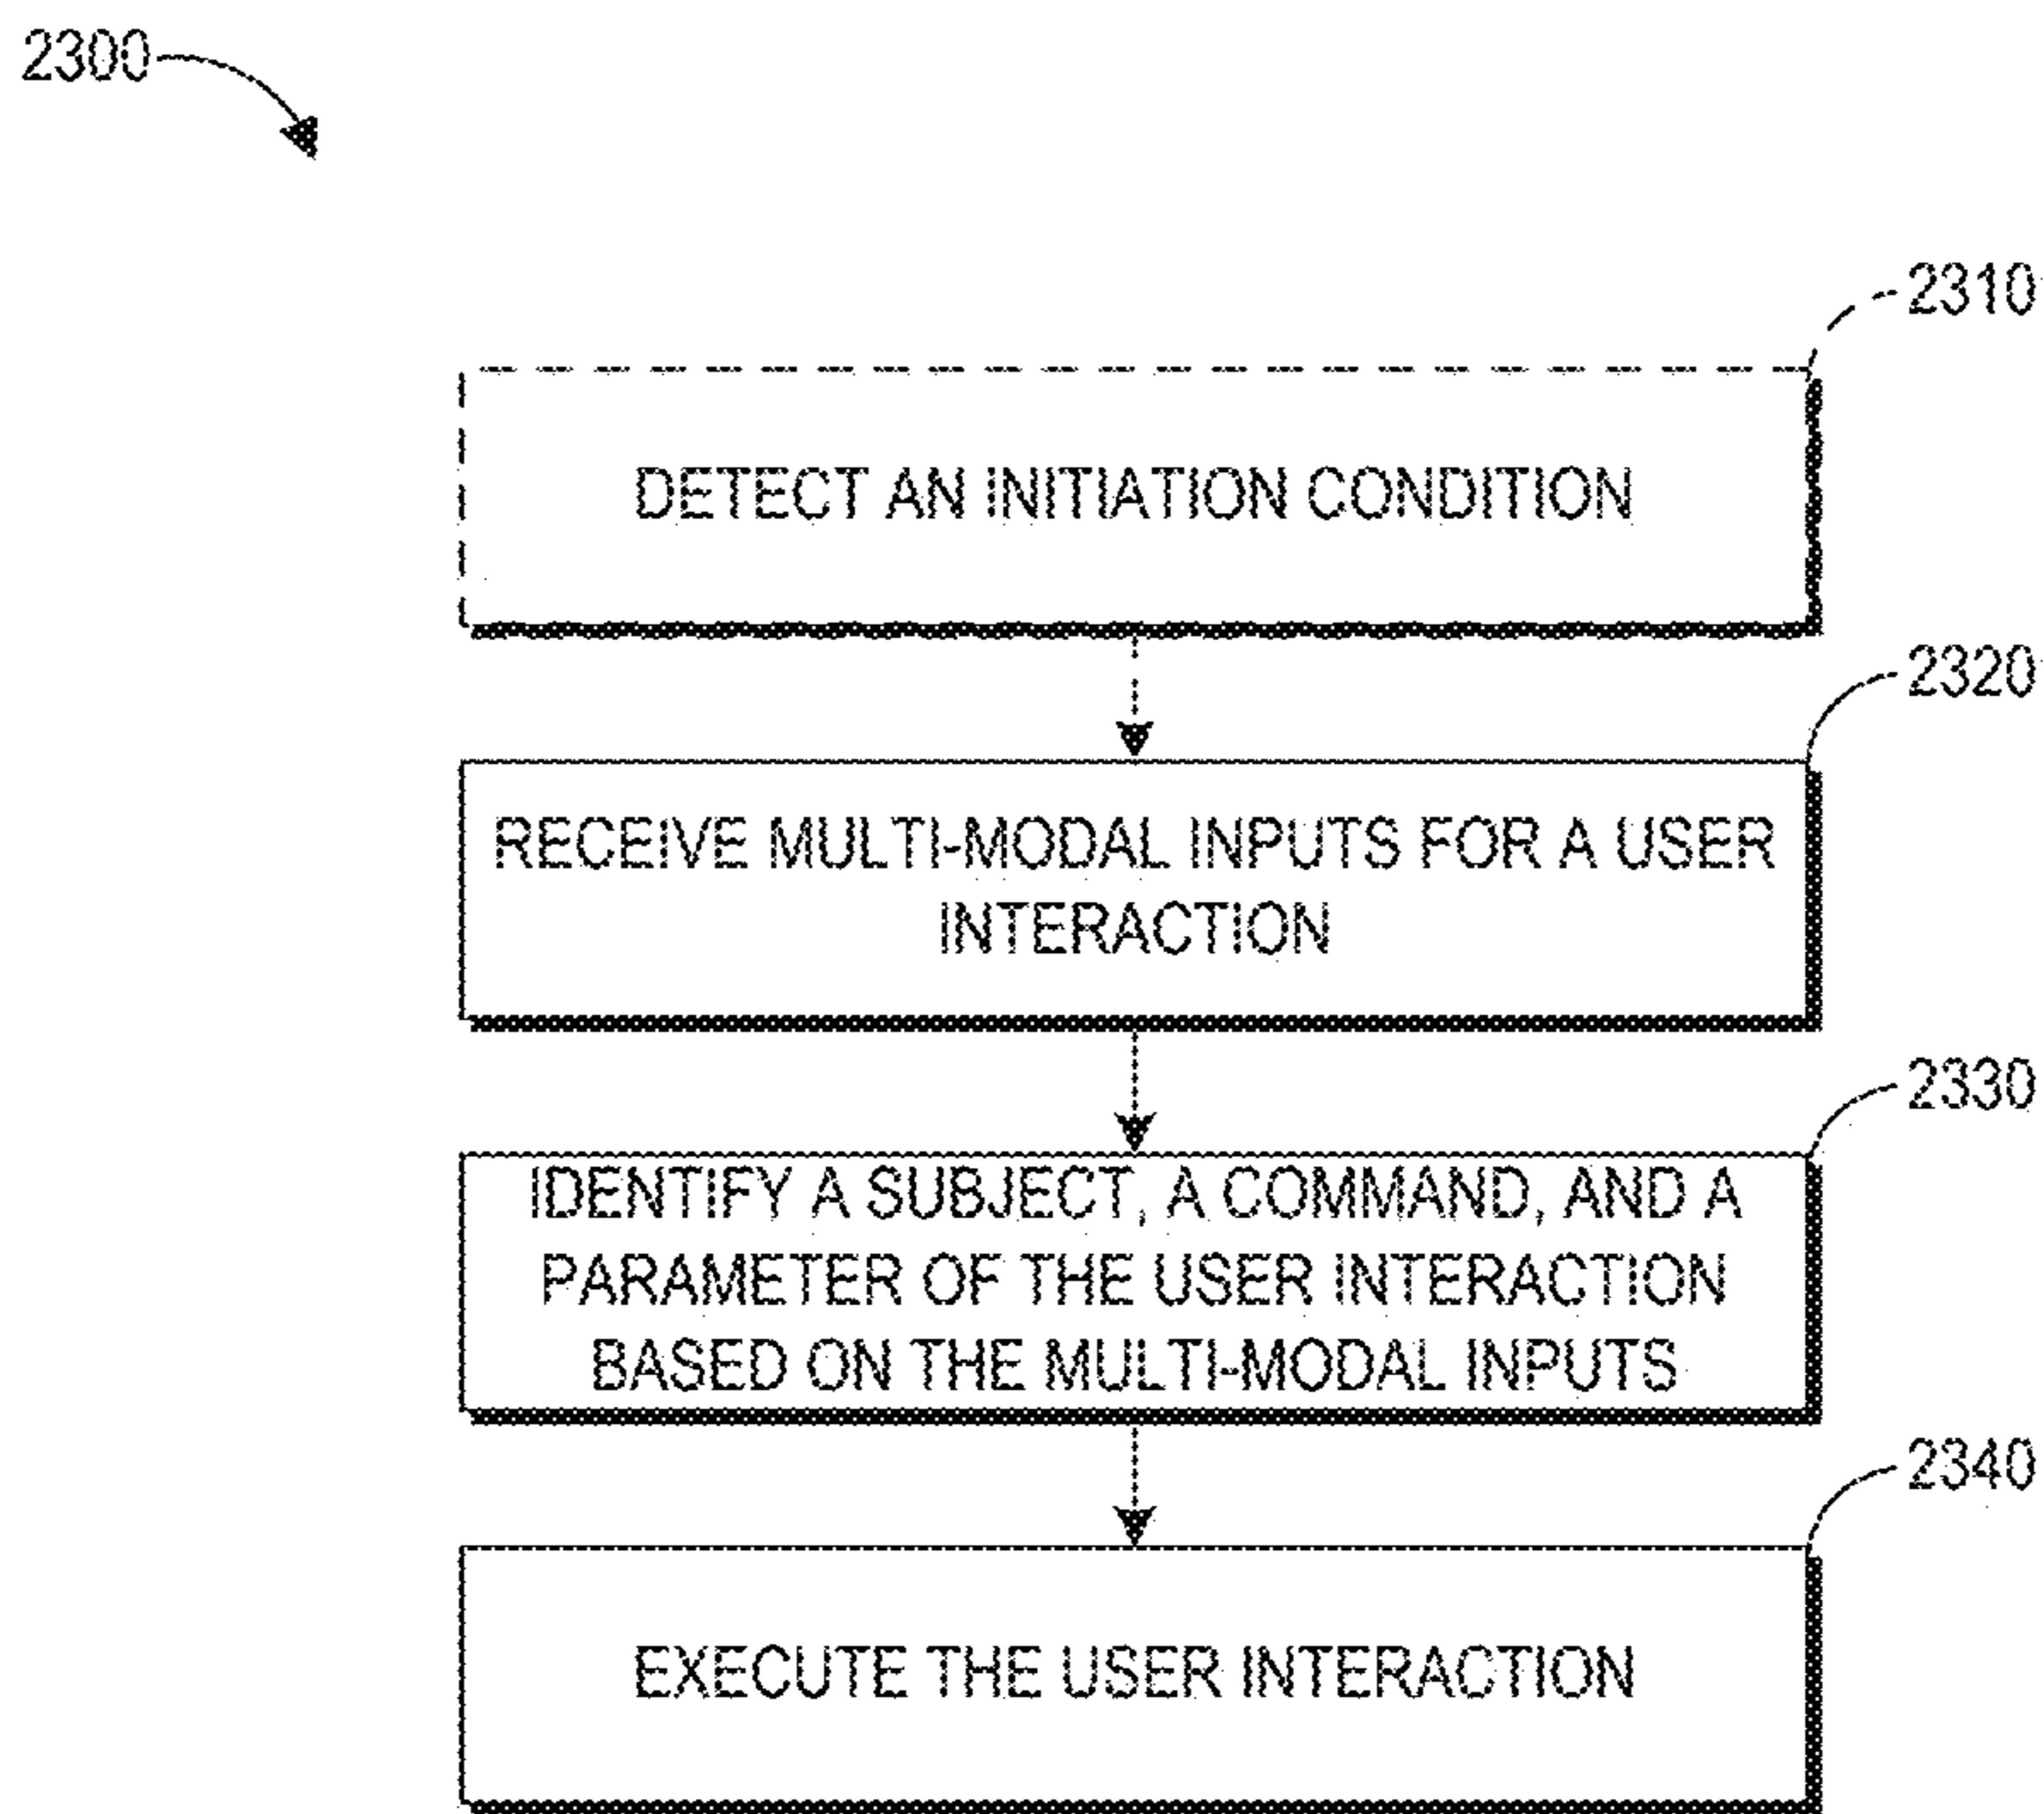 2300
2310
DETECT AN INITIATION CONDITION
2320
RECEIVE MULTI-MODAL INPUTS FOR A USER
INTERACTION
2330
IDENTIFY A SUBJECT, A COMMAND, AND A
PARAMETER OF THE USER INTERACTION
BASED ON THE MULTI-MODAL INPUTS
2340
EXECUTE THE USER INTERACTION